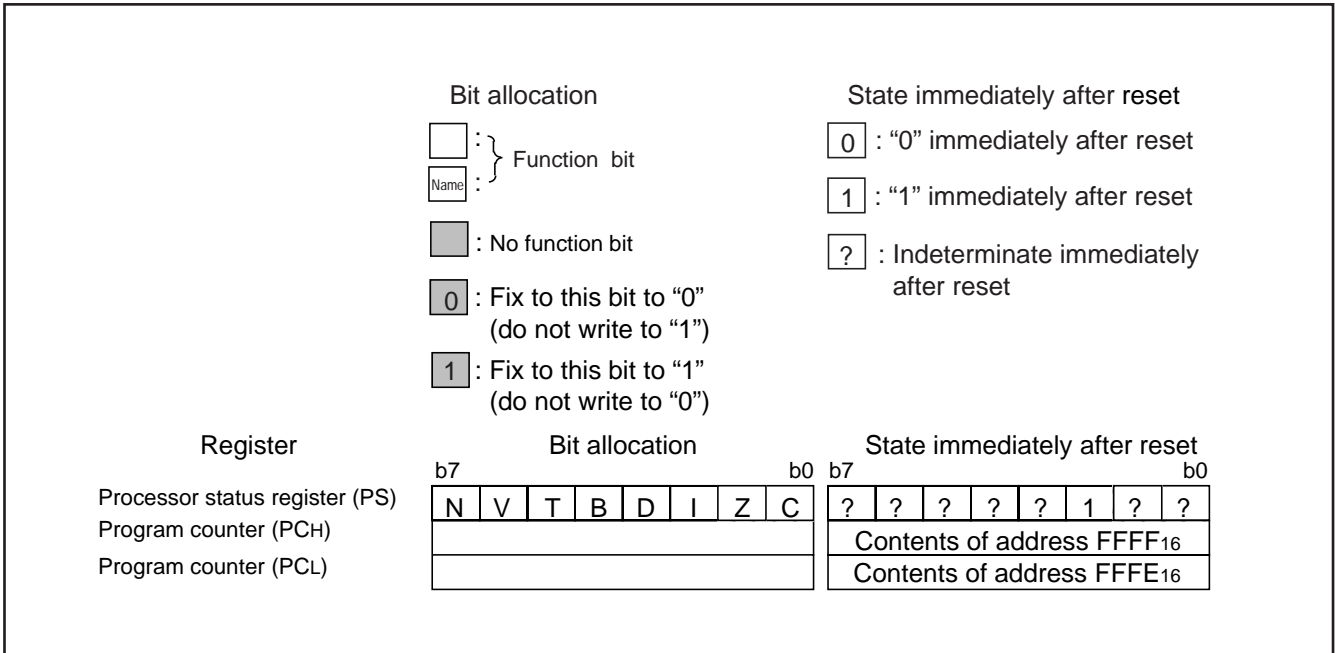 Bit allocation
:
Name :
Function bit
: No function bit
0 : Fix to this bit to “0”
(do not write to “1”)
1 : Fix to this bit to “1”
(do not write to “0”)
State immediately after reset
0 : “0” immediately after reset
1 : “1” immediately after reset
? : Indeterminate immediately
after reset
Register Bit allocation State immediately after reset
b7 b0 b7 b0
Processor status register (PS) N V T B D I Z C ? ? ? ? ? 1 ? ?
Program counter (PCH) Contents of address FFFF16
Program counter (PCL) Contents of address FFFE16